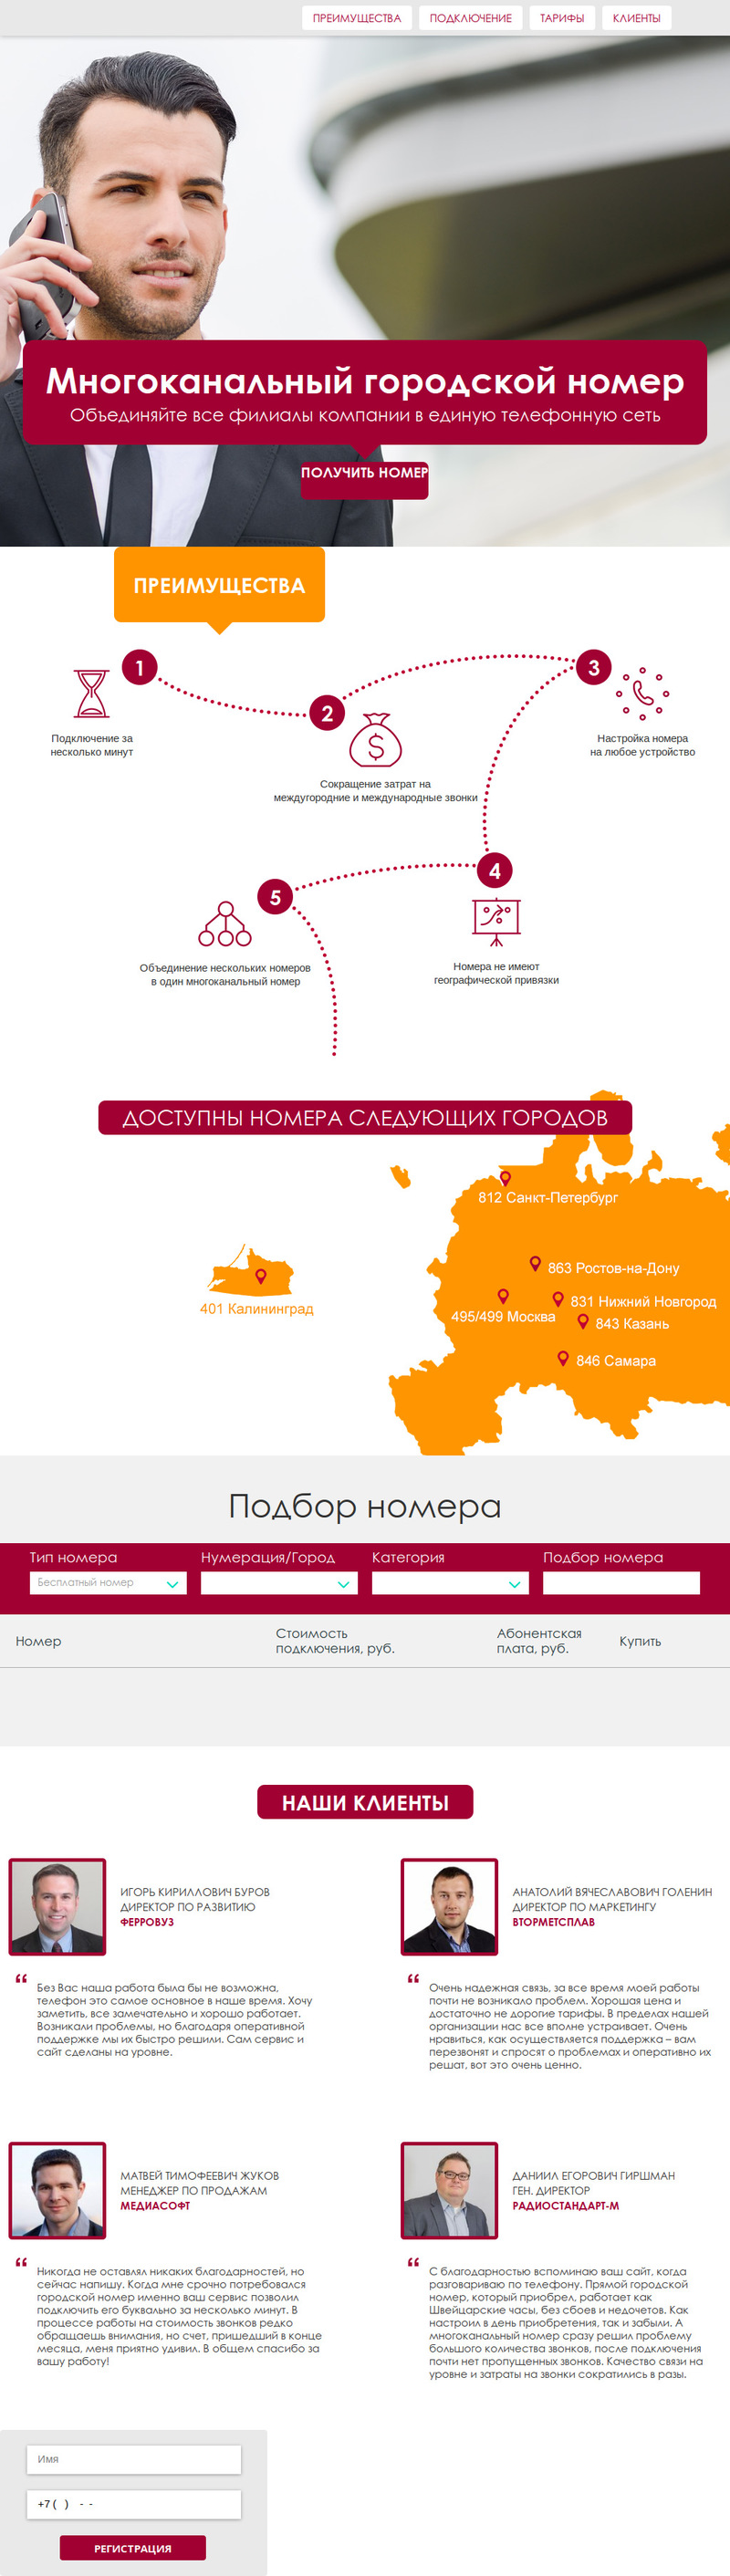 ПРЕИМУЩЕСТВА ПОДКЛЮЧЕНИЕ ТАРИФЫ КЛИЕНТЫ
Многоканальный городской номер
Объединяйте все филиалы компании в единую телефонную сеть
ПОЛУЧИТЬ НОМЕР
ПРЕИМУЩЕСТВА
1
Подключение за
несколько минут
2
Сокращение затрат на
междугородние и международные звонки
3
Настройка номера
на любое устройство
4
Номера не имеют
географической привязки
5
Объединение нескольких номеров
в один многоканальный номер
ДОСТУПНЫ НОМЕРА СЛЕДУЮЩИХ ГОРОДОВ
812 Санкт-Петербург
863 Ростов-на-Дону
831 Нижний Новгород
495/499 Москва
843 Казань
401 Калининград
846 Самара
Подбор номера
Тип номера Нумерация/Город Категория Подбор номера
Бесплатный номер
Номер
Стоимость
подключения, руб.
Абонентская
плата, руб.
Купить
НАШИ КЛИЕНТЫ
ИГОРЬ КИРИЛЛОВИЧ БУРОВ
ДИРЕКТОР ПО РАЗВИТИЮ
ФЕРРОВУЗ
“
Без Вас наша работа была бы не возможна,
телефон это самое основное в наше время. Хочу
заметить, все замечательно и хорошо работает.
Возникали проблемы, но благодаря оперативной
поддержке мы их быстро решили. Сам сервис и
сайт сделаны на уровне.
АНАТОЛИЙ ВЯЧЕСЛАВОВИЧ ГОЛЕНИН
ДИРЕКТОР ПО МАРКЕТИНГУ
ВТОРМЕТСПЛАВ
“
Очень надежная связь, за все время моей работы
почти не возникало проблем. Хорошая цена и
достаточно не дорогие тарифы. В пределах нашей
организации нас все вполне устраивает. Очень
нравиться, как осуществляется поддержка – вам
перезвонят и спросят о проблемах и оперативно их
решат, вот это очень ценно.
МАТВЕЙ ТИМОФЕЕВИЧ ЖУКОВ
МЕНЕДЖЕР ПО ПРОДАЖАМ
МЕДИАСОФТ
“
Никогда не оставлял никаких благодарностей, но
сейчас напишу. Когда мне срочно потребовался
городской номер именно ваш сервис позволил
подключить его буквально за несколько минут. В
процессе работы на стоимость звонков редко
обращаешь внимания, но счет, пришедший в конце
месяца, меня приятно удивил. В общем спасибо за
вашу работу!
ДАНИИЛ ЕГОРОВИЧ ГИРШМАН
ГЕН. ДИРЕКТОР
РАДИОСТАНДАРТ-М
“
С благодарностью вспоминаю ваш сайт, когда
разговариваю по телефону. Прямой городской
номер, который приобрел, работает как
Швейцарские часы, без сбоев и недочетов. Как
настроил в день приобретения, так и забыли. А
многоканальный номер сразу решил проблему
большого количества звонков, после подключения
почти нет пропущенных звонков. Качество связи на
уровне и затраты на звонки сократились в разы.
Имя
+7 ( ) - -
РЕГИСТРАЦИЯ